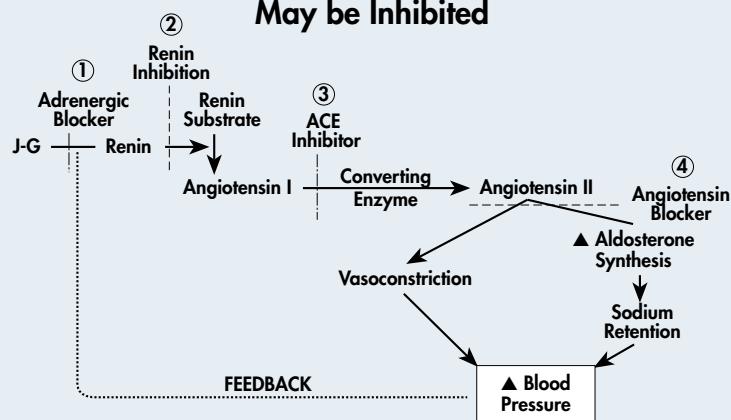 May be Inhibited
②
Renin
Inhibition
①
Adrenergic
Blocker
Renin
Substrate
③
ACE
Inhibitor
J-G
Renin
Angiotensin I
Converting
Enzyme
Angiotensin II
④
Angiotensin
Blocker
▲ Aldosterone
Synthesis
Vasoconstriction
Sodium
Retention
FEEDBACK
▲ Blood
Pressure